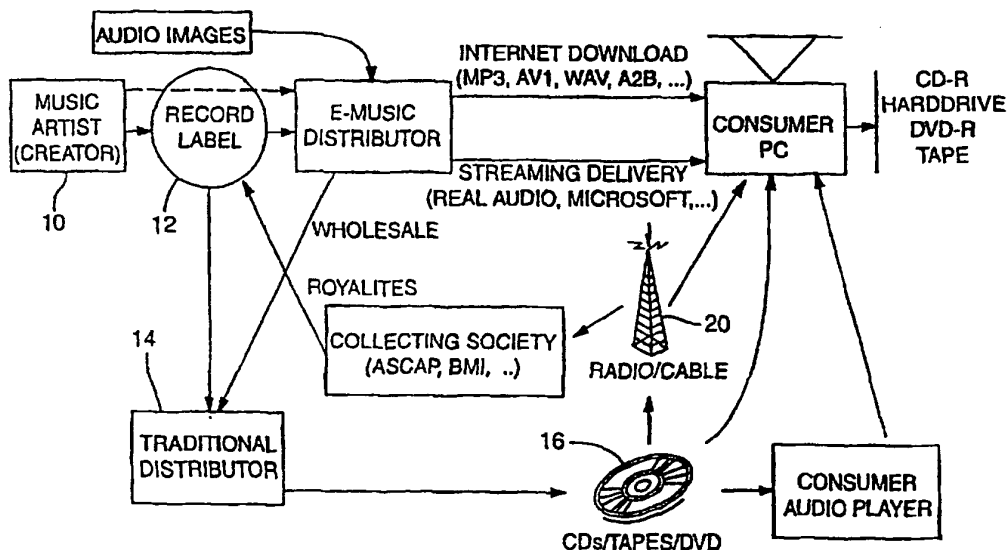 AUDIO IMAGES
INTERNET DOWNLOAD
(MP3, AV1, WAV, A2B, ...)
MUSIC
ARTIST
(CREATOR)
RECORD
LABEL
E-MUSIC
DISTRIBUTOR
CONSUMER
PC
CD-R
HARDDRIVE
DVD-R
TAPE
STREAMING DELIVERY
(REAL AUDIO, MICROSOFT,...)
10
12
WHOLESALE
ROYALITES
20
COLLECTING SOCIETY
(ASCAP, BMI, ..)
RADIO/CABLE
14
TRADITIONAL
DISTRIBUTOR
16
CONSUMER
AUDIO PLAYER
CDs/TAPES/DVD